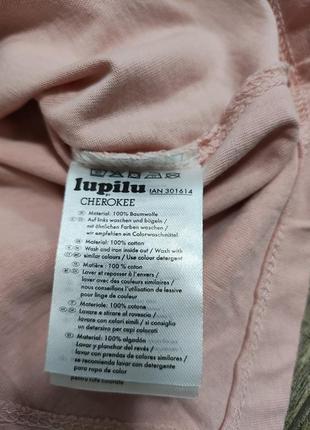 lupilu IAN 301614
CHEROKEE
Material: 100% Baumwolle
Auf links waschen und bügeln /
mit ähnlichen Farben waschen /
wir empfehlen ein Colorwaschmittel.
Material: 100% cotton
Wash and iron inside out / Wash with
similar colours / Use colour detergent
Matière : 100 % coton
Laver et repasser à l'envers /
laver avec des coloris similaires /
nous conseillons l'utilisation de lessive
pour linge de couleur
Materiale: 100% cotone
Lavare e stirare al rovescio /
lavare con colori simili / si consiglia
un detersivo per capi colorati
Material: 100% algodón
Lavar y planchar del revés / lavar
con prendas de colores similares /
se recomienda lavar con detergente
para ropa de color